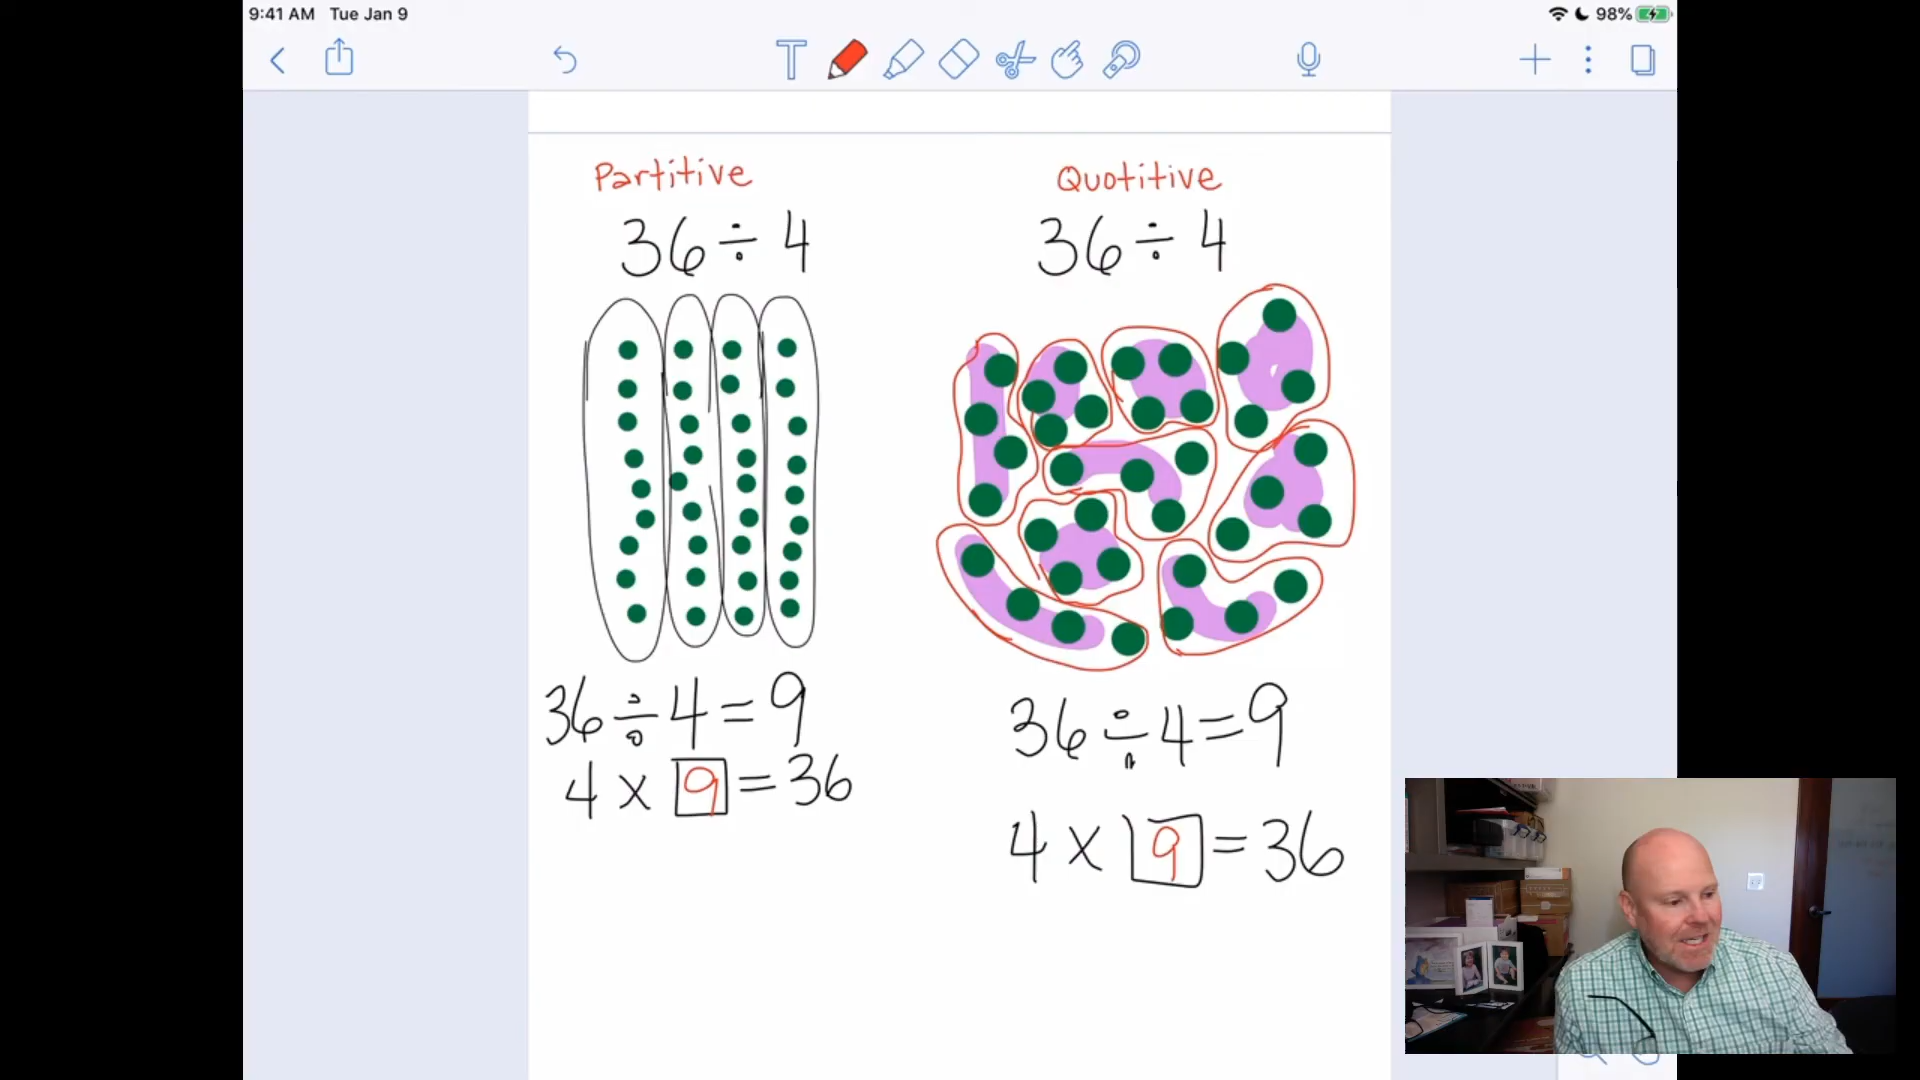 9:41 AM Tue Jan 9
98%
T
Partitive
36 ÷ 4
36 ÷ 4 = 9
4 x 9 = 36
Quotitive
36 ÷ 4
36 ÷ 4 = 9
4 x 9 = 36